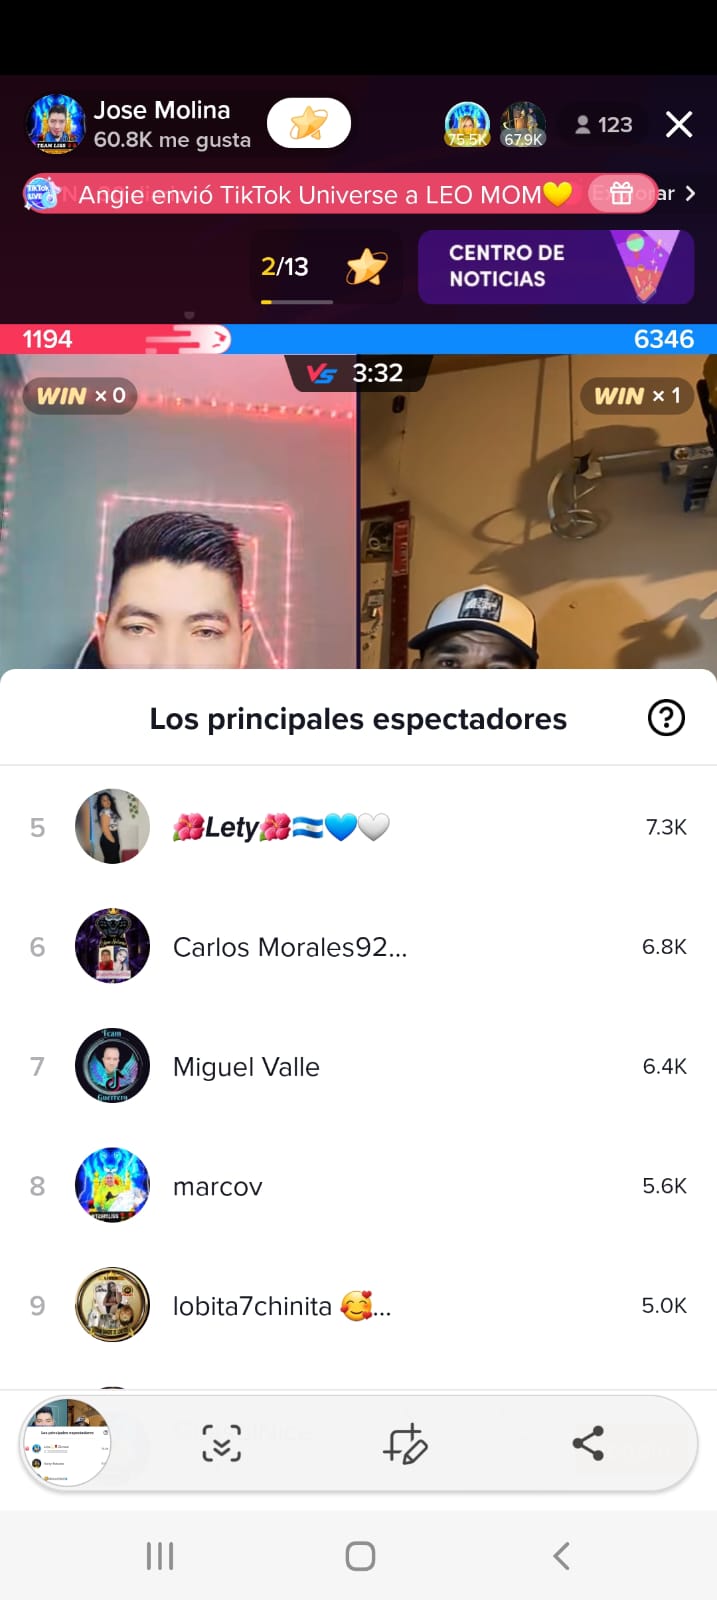 Jose Molina
60.8K me gusta
75.5K
67.9K
123
Angie envió TikTok Universe a LEO MOM💛
ar >
2/13
CENTRO DE
NOTICIAS
1194
6346
VS 3:32
WIN × 0
WIN × 1
Los principales espectadores
5 🌺Lety🌺🇳🇮💙🤍 7.3K
6 Carlos Morales92... 6.8K
7 Miguel Valle 6.4K
8 marcov 5.6K
9 lobita7chinita 🥰... 5.0K